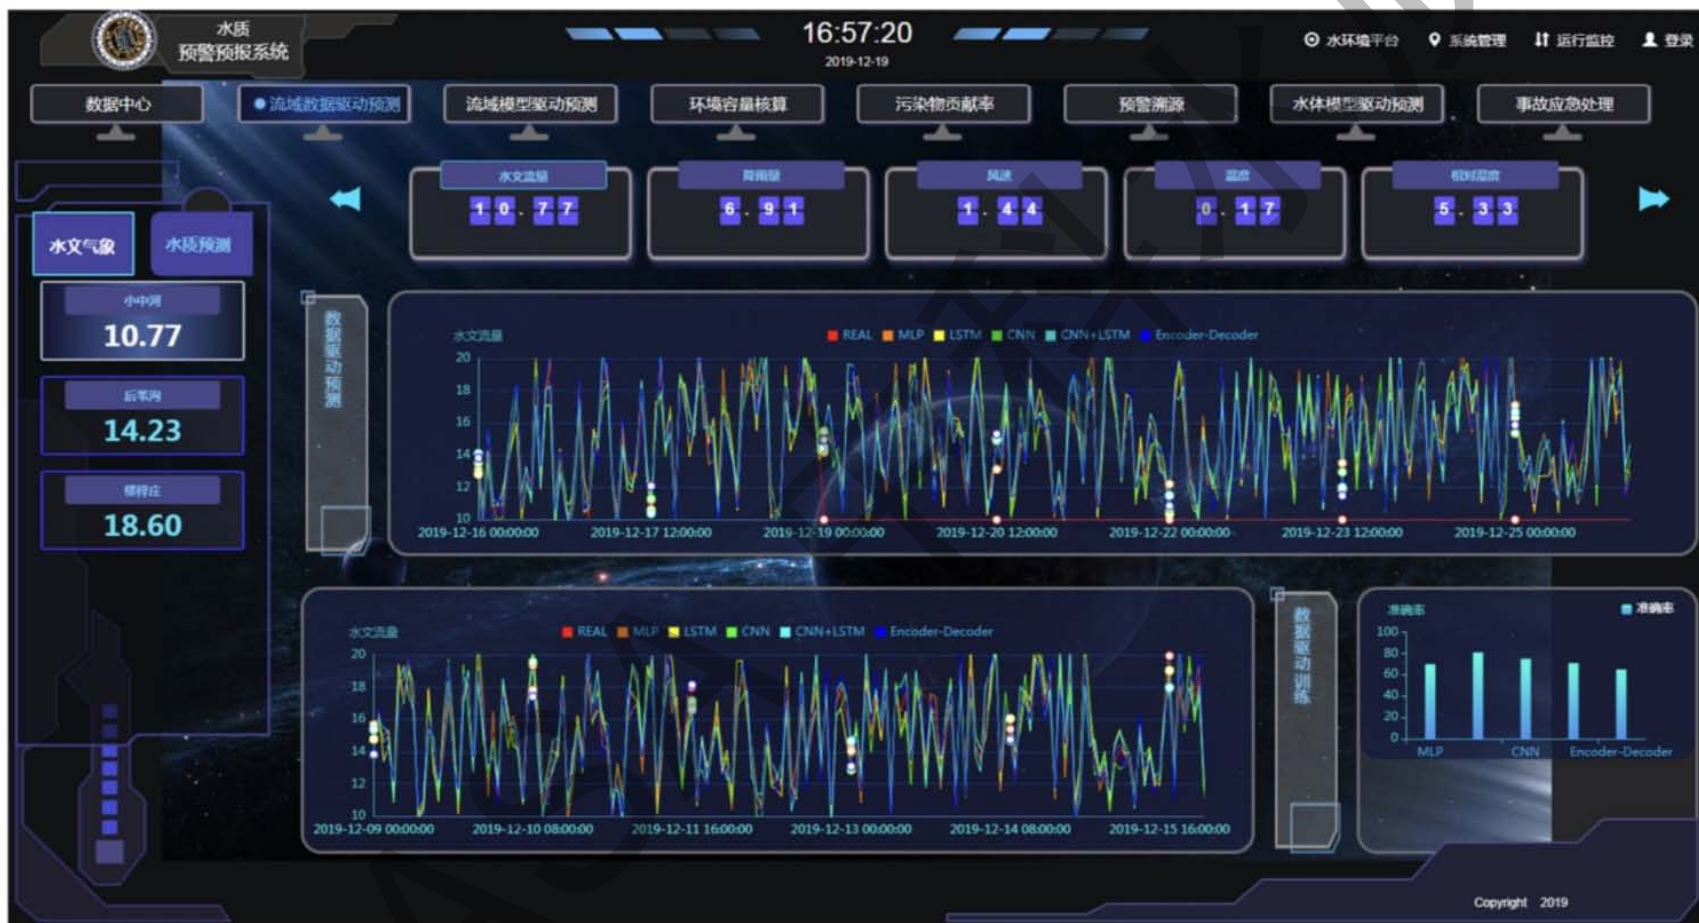 水质
预警预报系统
16:57:20
2019-12-19
水环境平台
系统管理
运行监控
登录
数据中心
流域数据驱动预测
流域模型驱动预测
环境容量核算
污染物贡献率
预警溯源
水体模型驱动预测
事故应急处理
水文流量
10.77
降雨量
6.91
风速
1.44
温度
0.17
相对湿度
5.33
水文气象
水质预测
小中河
10.77
14.23
18.60
数据驱动预测
水文流量
REAL MLP LSTM CNN CNN+LSTM Encoder-Decoder
20
18
16
14
12
10
2019-12-16 00:00:00 2019-12-17 12:00:00 2019-12-19 00:00:00 2019-12-20 12:00:00 2019-12-22 00:00:00 2019-12-23 12:00:00 2019-12-25 00:00:00
水文流量
REAL MLP LSTM CNN CNN+LSTM Encoder-Decoder
20
18
16
14
12
10
2019-12-09 00:00:00 2019-12-10 08:00:00 2019-12-11 16:00:00 2019-12-13 00:00:00 2019-12-14 08:00:00 2019-12-15 16:00:00
数据驱动训练
准确率
准确率
100
80
60
40
20
0
MLP CNN Encoder-Decoder
Copyright 2019